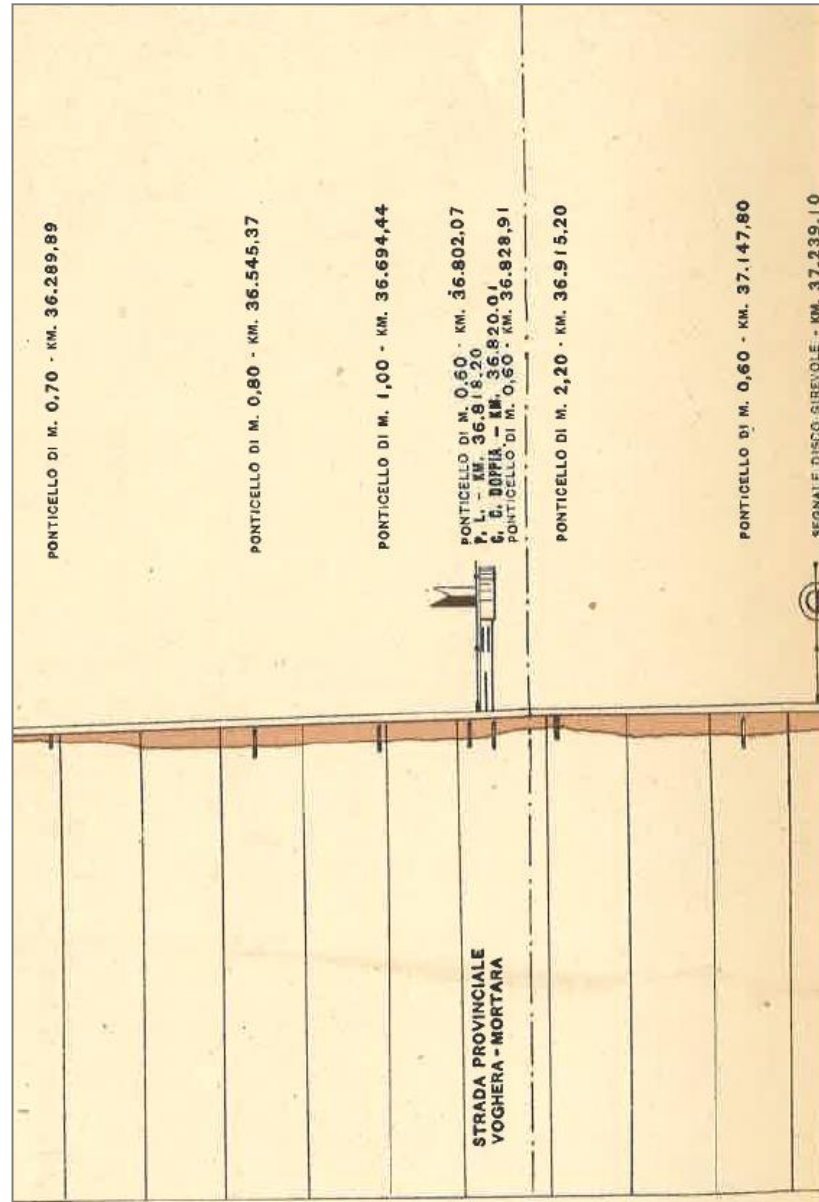 PONTICELLO DI M. 0,70 - KM. 36.289,89
PONTICELLO DI M. 0,80 - KM. 36.545,37
PONTICELLO DI M. 1,00 - KM. 36.694,44
PONTICELLO DI M. 0,60 - KM. 36.802,07
P. L. - KM. 36.818.20
C. C. DOPPIA - KM. 36.820.01
PONTICELLO DI M. 0,60 - KM. 36.828,91
PONTICELLO DI M. 2,20 - KM. 36.915,20
PONTICELLO DI M. 0,60 - KM. 37.147,80
SEGNALE DISCO GIREVOLE - KM. 37.239,10
STRADA PROVINCIALE
VOGHERA - MORTARA